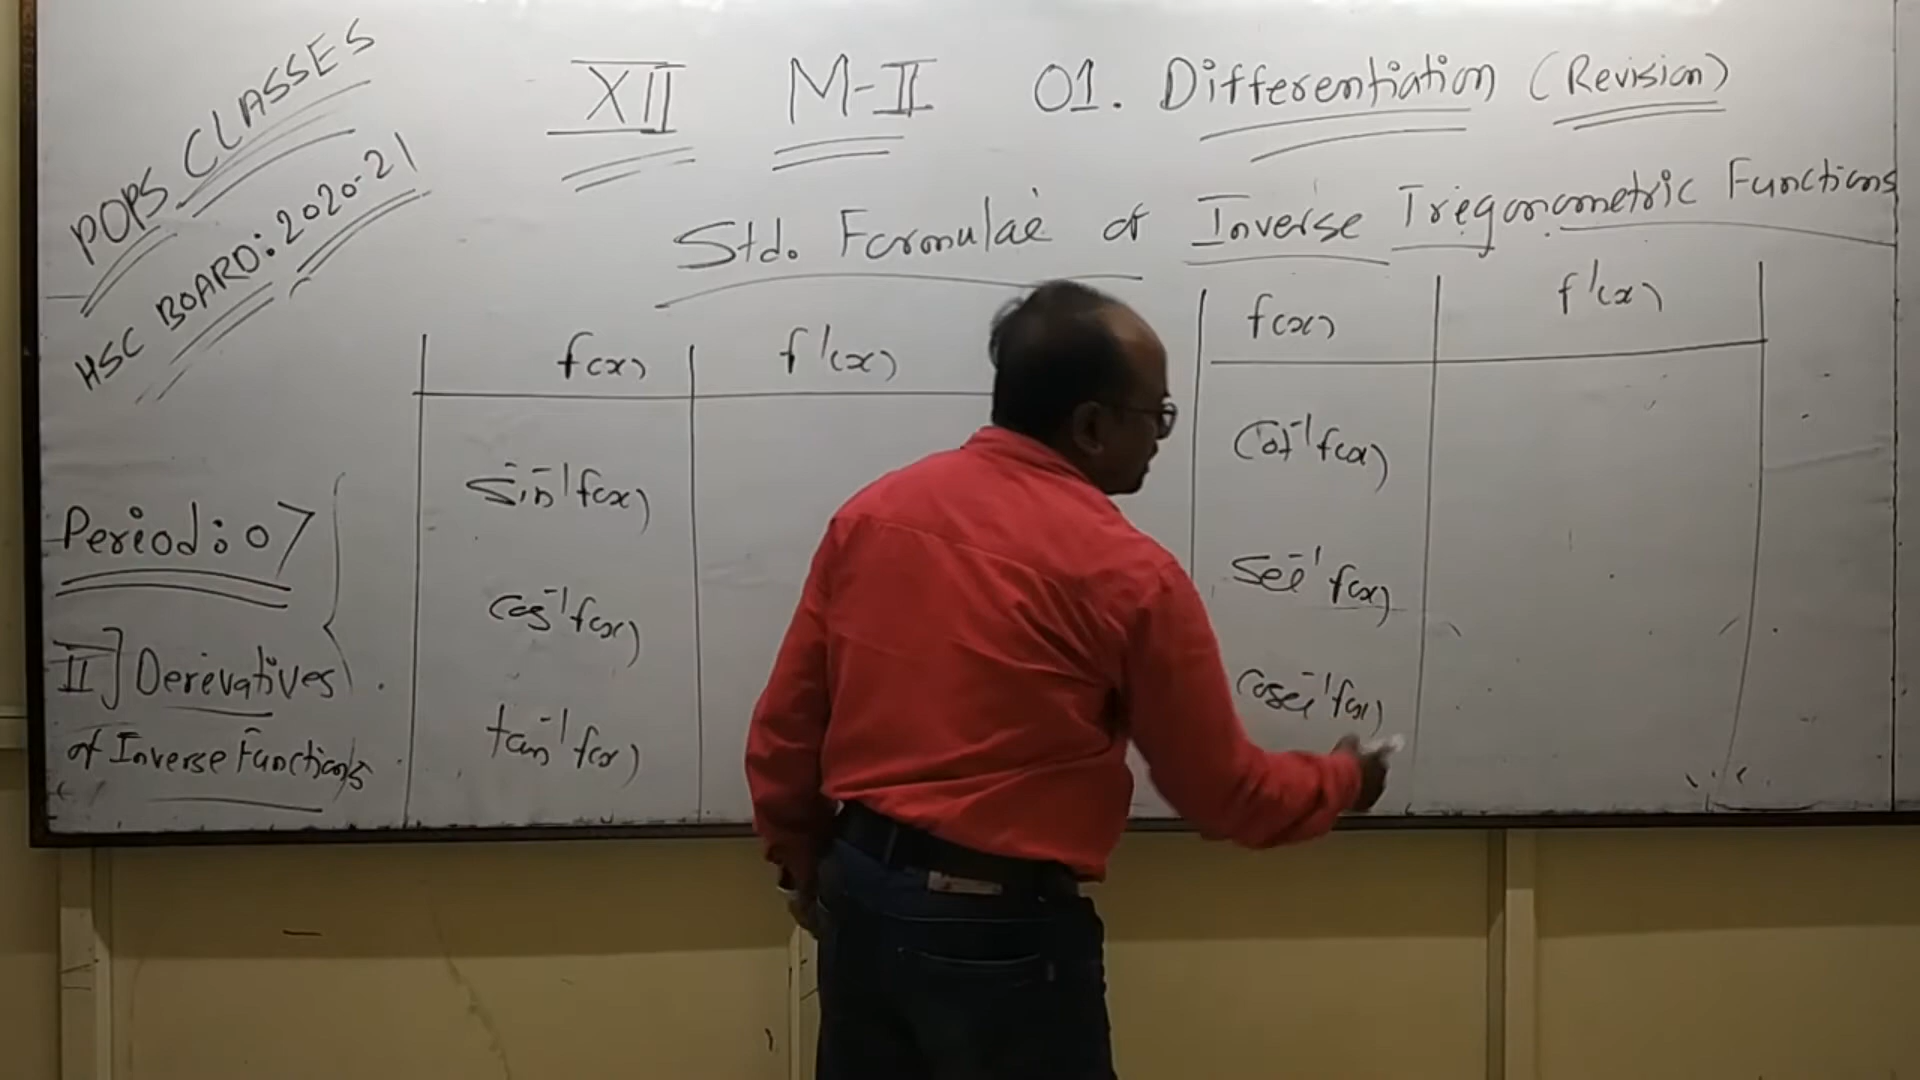 POPS CLASSES
HSC BOARD: 2020-21
XII M-II 01. Differentiation (Revision)
Std. Formulae of Inverse Trigonometric Functions
Period: 07
II] Derevatives
of Inverse Functions
f(x) f'(x)
sin⁻¹f(x)
cos⁻¹f(x)
tan⁻¹f(x)
f(x) f'(x)
Cot⁻¹f(x)
Sec⁻¹f(x)
Cosec⁻¹f(x)